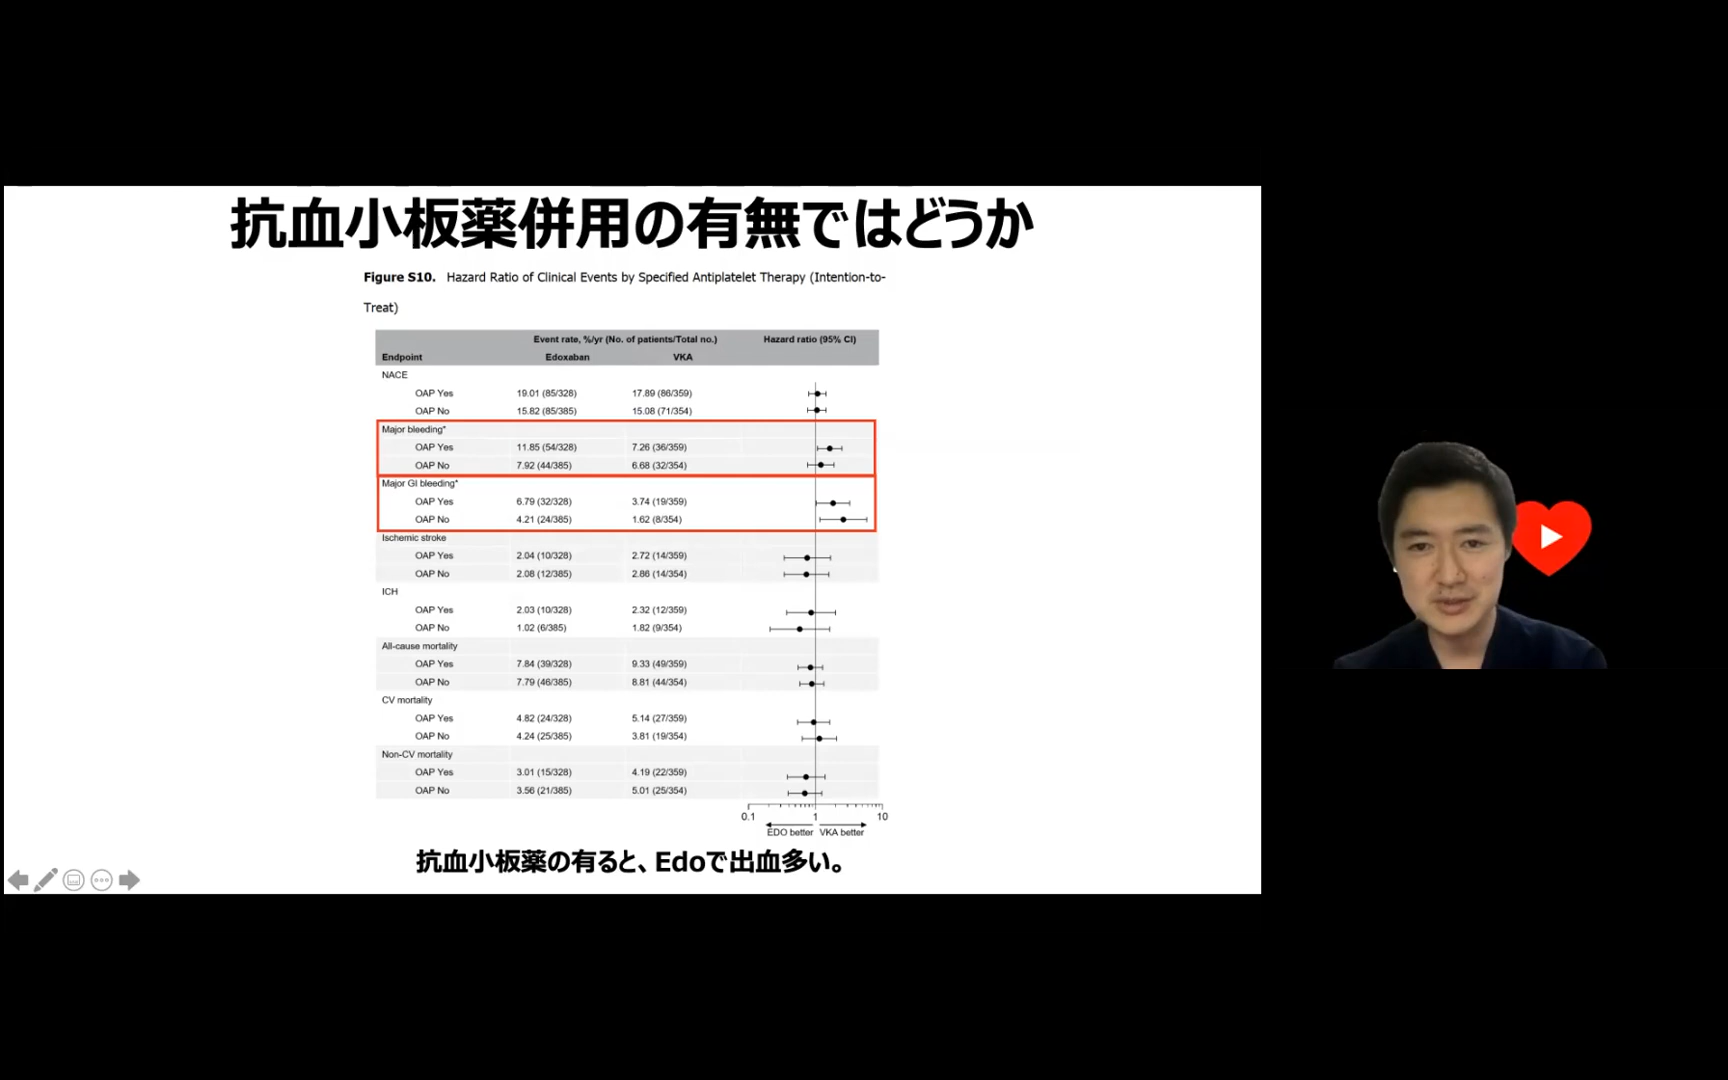 抗血小板薬併用の有無ではどうか
Figure S10. Hazard Ratio of Clinical Events by Specified Antiplatelet Therapy (Intention-to-
Treat)
Event rate, %/yr (No. of patients/Total no.) Hazard ratio (95% CI)
Endpoint Edoxaban VKA
NACE
OAP Yes 19.01 (85/328) 17.89 (86/359)
OAP No 15.82 (85/385) 15.08 (71/354)
Major bleeding*
OAP Yes 11.85 (54/328) 7.26 (36/359)
OAP No 7.92 (44/385) 6.68 (32/354)
Major GI bleeding*
OAP Yes 6.79 (32/328) 3.74 (19/359)
OAP No 4.21 (24/385) 1.62 (8/354)
Ischemic stroke
OAP Yes 2.04 (10/328) 2.72 (14/359)
OAP No 2.08 (12/385) 2.86 (14/354)
ICH
OAP Yes 2.03 (10/328) 2.32 (12/359)
OAP No 1.02 (6/385) 1.82 (9/354)
All-cause mortality
OAP Yes 7.84 (39/328) 9.33 (49/359)
OAP No 7.79 (46/385) 8.81 (44/354)
CV mortality
OAP Yes 4.82 (24/328) 5.14 (27/359)
OAP No 4.24 (25/385) 3.81 (19/354)
Non-CV mortality
OAP Yes 3.01 (15/328) 4.19 (22/359)
OAP No 3.56 (21/385) 5.01 (25/354)
0.1 1 10
EDO better VKA better
抗血小板薬の有ると、Edoで出血多い。